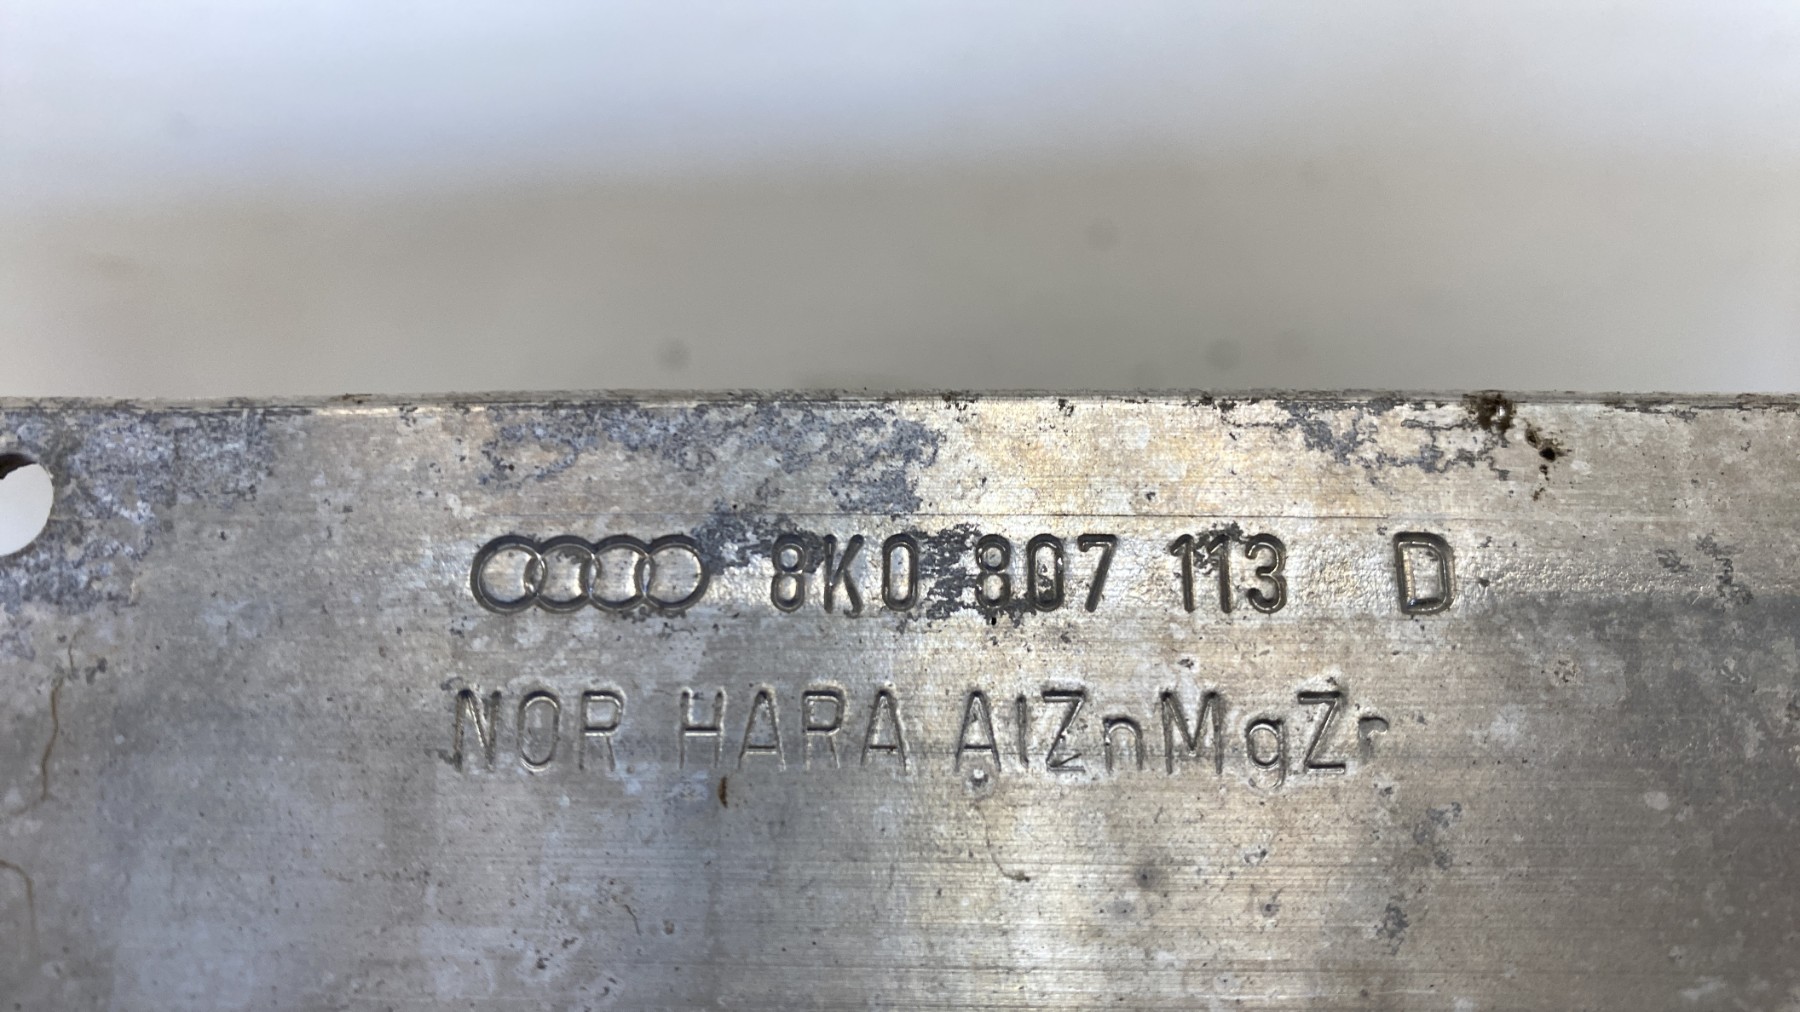 8K0 807 113 D
NOR HARA AlZnMgZr